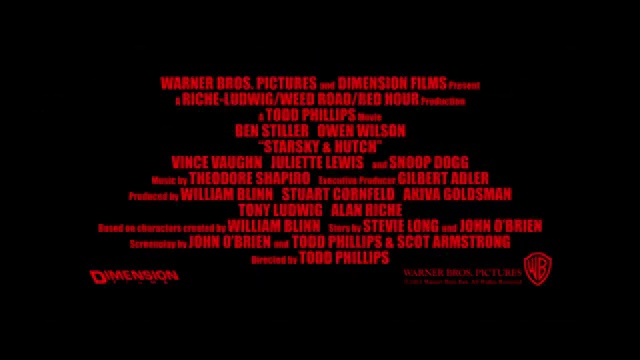 WARNER BROS. PICTURES and DIMENSION FILMS Present
A RICHE-LUDWIG/WEED ROAD/RED HOUR Production
A TODD PHILLIPS Movie
BEN STILLER OWEN WILSON
"STARSKY & HUTCH"
VINCE VAUGHN JULIETTE LEWIS and SNOOP DOGG
Music by THEODORE SHAPIRO Executive Producer GILBERT ADLER
Produced by WILLIAM BLINN STUART CORNFELD AKIVA GOLDSMAN
TONY LUDWIG ALAN RICHE
Based on characters created by WILLIAM BLINN Story by STEVIE LONG and JOHN O'BRIEN
Screenplay by JOHN O'BRIEN and TODD PHILLIPS & SCOT ARMSTRONG
Directed by TODD PHILLIPS
DIMENSION
WARNER BROS. PICTURES WB